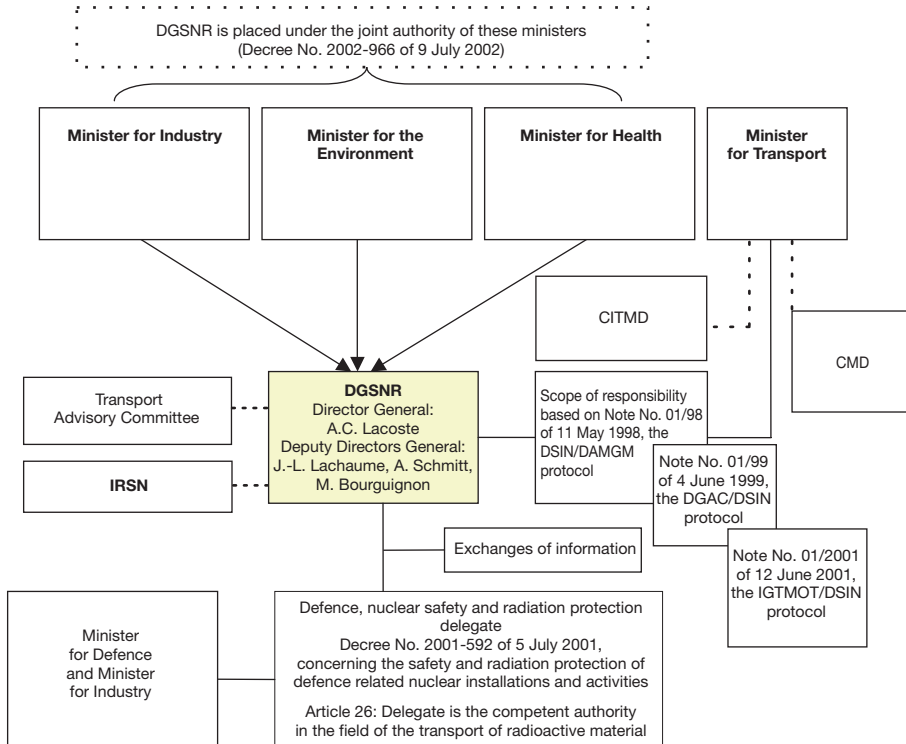 DGSNR is placed under the joint authority of these ministers
(Decree No. 2002-966 of 9 July 2002)
Minister for Industry
Minister for the
Environment
Minister for Health
Minister
for Transport
CITMD
CMD
Transport
Advisory Committee
IRSN
DGSNR
Director General:
A.C. Lacoste
Deputy Directors General:
J.-L. Lachaume, A. Schmitt,
M. Bourguignon
Scope of responsibility
based on Note No. 01/98
of 11 May 1998, the
DSIN/DAMGM
protocol
Note No. 01/99
of 4 June 1999,
the DGAC/DSIN
protocol
Note No. 01/2001
of 12 June 2001,
the IGTMOT/DSIN
protocol
Exchanges of information
Minister
for Defence
and Minister
for Industry
Defence, nuclear safety and radiation protection
delegate
Decree No. 2001-592 of 5 July 2001,
concerning the safety and radiation protection of
defence related nuclear installations and activities
Article 26: Delegate is the competent authority
in the field of the transport of radioactive material